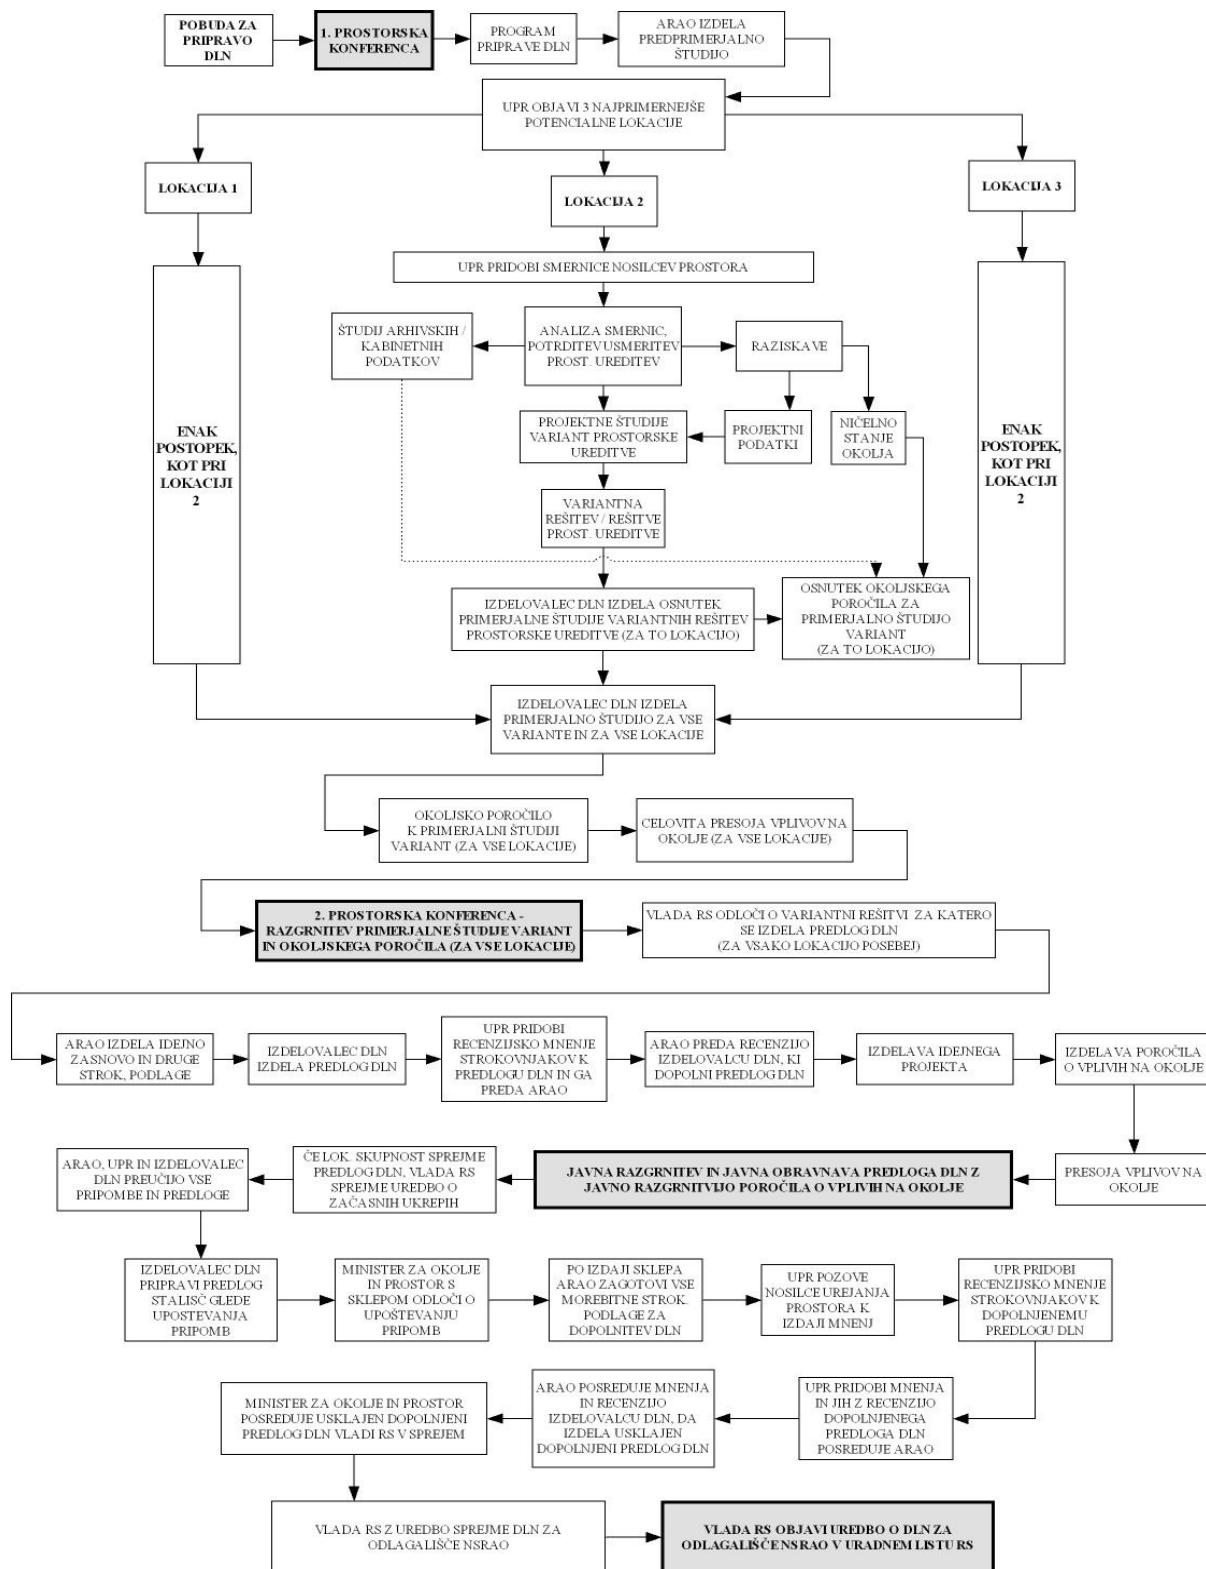 POBUDA ZA
PRIPRAVO
DLN
1. PROSTORSKA
KONFERENCA
PROGRAM
PRIPRAVE DLN
ARAO IZDELA
PREDPRIMERJALNO
ŠTUDIJO
UPR OBJAVI 3 NAJPRIMERNEJŠE
POTENCIALNE LOKACIJE
LOKACIJA 1
LOKACIJA 2
LOKACIJA 3
UPR PRIDOBI SMERNICE NOSILCEV PROSTORA
ŠTUDIJ ARHIVSKIH /
KABINETNIH
PODATKOV
ANALIZA SMERNIC,
POTRDITEV USMERITEV
PROST. UREDITEV
RAZISKAVE
ENAK
POSTOPEK,
KOT PRI
LOKACIJI
2
PROJEKTNE ŠTUDIJE
VARIANT PROSTORSKE
UREDITVE
PROJEKTNI
PODATKI
NIČELNO
STANJE
OKOLJA
ENAK
POSTOPEK,
KOT PRI
LOKACIJI
2
VARIANTNA
REŠITEV / REŠITVE
PROST. UREDITVE
IZDELOVALEC DLN IZDELA OSNUTEK
PRIMERJALNE ŠTUDIJE VARIANTNIH REŠITEV
PROSTORSKE UREDITVE (ZA TO LOKACIJO)
OSNUTEK OKOLJSKEGA
POROČILA ZA
PRIMERJALNO ŠTUDIJO
VARIANT
(ZA TO LOKACIJO)
IZDELOVALEC DLN IZDELA
PRIMERJALNO ŠTUDIJO ZA VSE
VARIANTE IN ZA VSE LOKACIJE
OKOLJSKO POROČILO
K PRIMERJALNI ŠTUDIJI
VARIANT (ZA VSE LOKACIJE)
CELOVITA PRESOJA VPLIVOV NA
OKOLJE (ZA VSE LOKACIJE)
2. PROSTORSKA KONFERENCA -
RAZGRNITEV PRIMERJALNE ŠTUDIJE VARIANT
IN OKOLJSKEGA POROČILA (ZA VSE LOKACIJE)
VLADA RS ODLOČI O VARIANTNI REŠITVI ZA KATERO
SE IZDELA PREDLOG DLN
(ZA VSAKO LOKACIJO POSEBEJ)
ARAO IZDELA IDEJNO
ZASNOVO IN DRUGE
STROK, PODLAGE
IZDELOVALEC DLN
IZDELA PREDLOG DLN
UPR PRIDOBI
RECENZIJSKO MNENJE
STROKOVNJAKOV K
PREDLOGU DLN IN GA
PREDA ARAO
ARAO PREDA RECENZIJO
IZDELOVALCU DLN, KI
DOPOLNI PREDLOG DLN
IZDELAVA IDEJNEGA
PROJEKTA
IZDELAVA POROČILA
O VPLIVIH NA OKOLJE
ARAO, UPR IN IZDELOVALEC
DLN PREUČIJO VSE
PRIPOMBE IN PREDLOGE
ČE LOK. SKUPNOST SPREJME
PREDLOG DLN, VLADA RS
SPREJME UREDBO O
ZAČASNIH UKREPIH
JAVNA RAZGRNITEV IN JAVNA OBRAVNAVA PREDLOGA DLN Z
JAVNO RAZGRNITVIJO POROČILA O VPLIVIH NA OKOLJE
PRESOJA VPLIVOV NA
OKOLJE
IZDELOVALEC DLN
PRIPRAVI PREDLOG
STALIŠČ GLEDE
UPOSTEVANJA
PRIPOMB
MINISTER ZA OKOLJE
IN PROSTOR S
SKLEPOM ODLOČI O
UPOŠTEVANJU
PRIPOMB
PO IZDAJI SKLEPA
ARAO ZAGOTOVI VSE
MOREBITNE STROK.
PODLAGE ZA
DOPOLNITEV DLN
UPR POZOVE
NOSILCE UREJANJA
PROSTORA K
IZDAJI MNENJ
UPR PRIDOBI
RECENZIJSKO MNENJE
STROKOVNJAKOV K
DOPOLNJENEMU
PREDLOGU DLN
MINISTER ZA OKOLJE IN PROSTOR
POSREDUJE USKLAJEN DOPOLNJENI
PREDLOG DLN VLADI RS V SPREJEM
ARAO POSREDUJE MNENJA
IN RECENZIJO
IZDELOVALCU DLN, DA
IZDELA USKLAJEN
DOPOLNJENI PREDLOG DLN
UPR PRIDOBI MNENJA
IN JIH Z RECENZIJO
DOPOLNJENEGA
PREDLOGA DLN
POSREDUJE ARAO
VLADA RS Z UREDBO SPREJME DLN ZA
ODLAGALIŠČE NSRAO
VLADA RS OBJAVI UREDBO O DLN ZA
ODLAGALIŠČE NSRAO V URADNEM LISTU RS